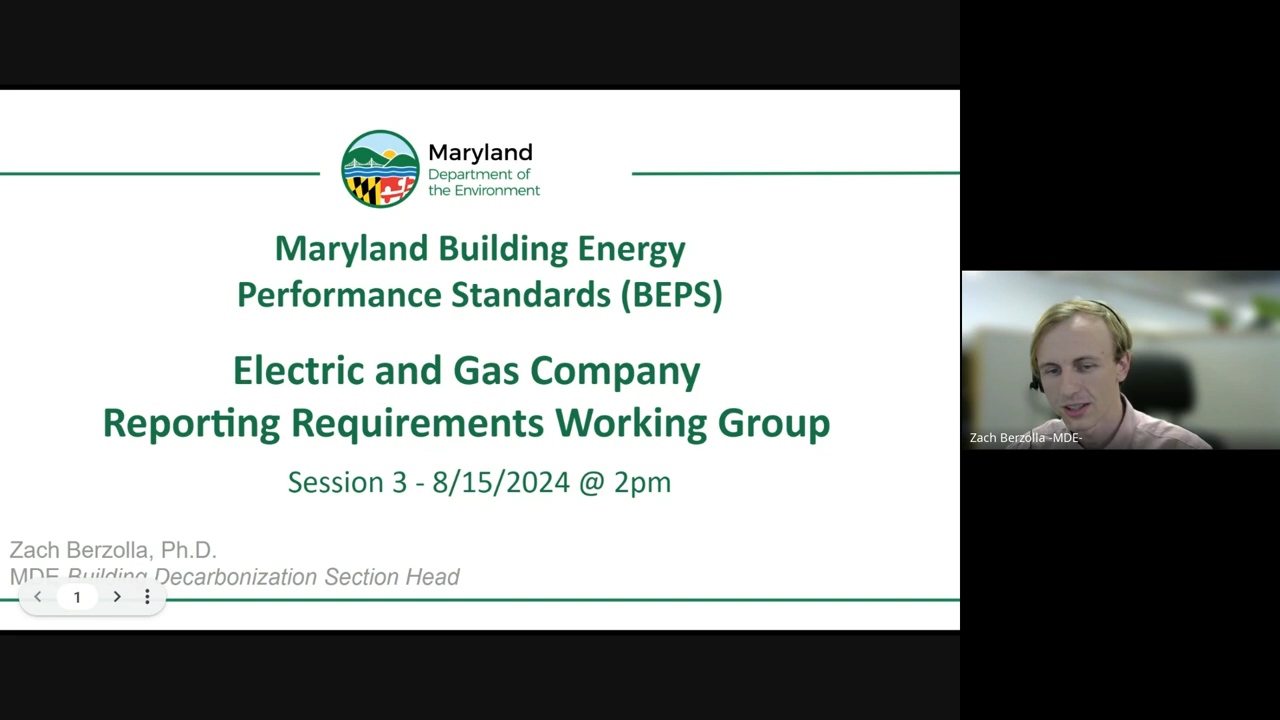 Maryland
Department of
the Environment
Maryland Building Energy
Performance Standards (BEPS)
Electric and Gas Company
Reporting Requirements Working Group
Session 3 - 8/15/2024 @ 2pm
Zach Berzolla, Ph.D.
MDE Building Decarbonization Section Head
1
Zach Berzolla -MDE-